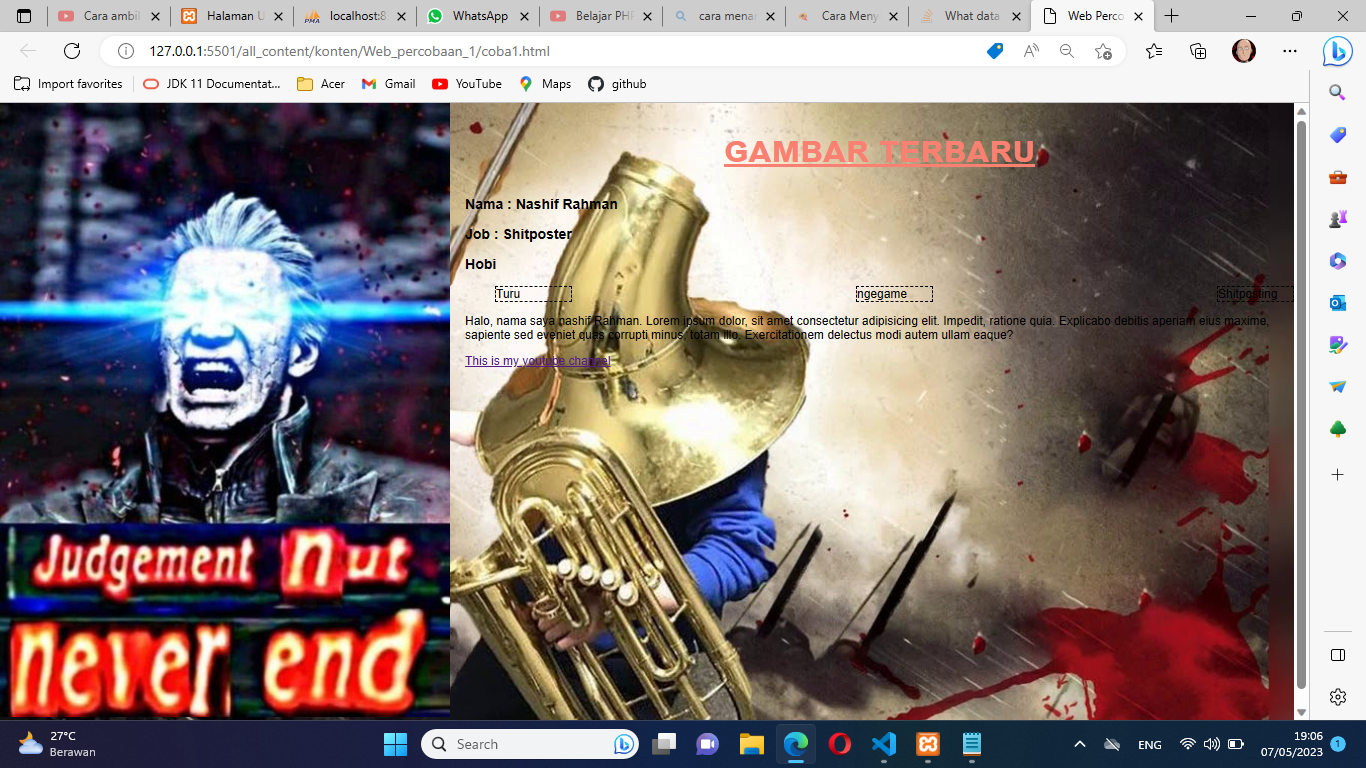 Cara ambil
Halaman U
localhost:8
WhatsApp
Belajar PHP
cara menar
Cara Meny
What data
Web Perco
127.0.0.1:5501/all_content/konten/Web_percobaan_1/coba1.html
Import favorites
JDK 11 Documentat...
Acer
Gmail
YouTube
Maps
github
GAMBAR TERBARU
Nama : Nashif Rahman
Job : Shitposter
Hobi
Turu
ngegame
Shitposting
Halo, nama saya nashif Rahman. Lorem ipsum dolor, sit amet consectetur adipisicing elit. Impedit, ratione quia. Explicabo debitis aperiam eius maxime,
sapiente sed eveniet quas corrupti minus, totam illo. Exercitationem delectus modi autem ullam eaque?
This is my youtube channel
Judgement nut
never end
27°C
Berawan
Search
ENG
19:06
07/05/2023
1